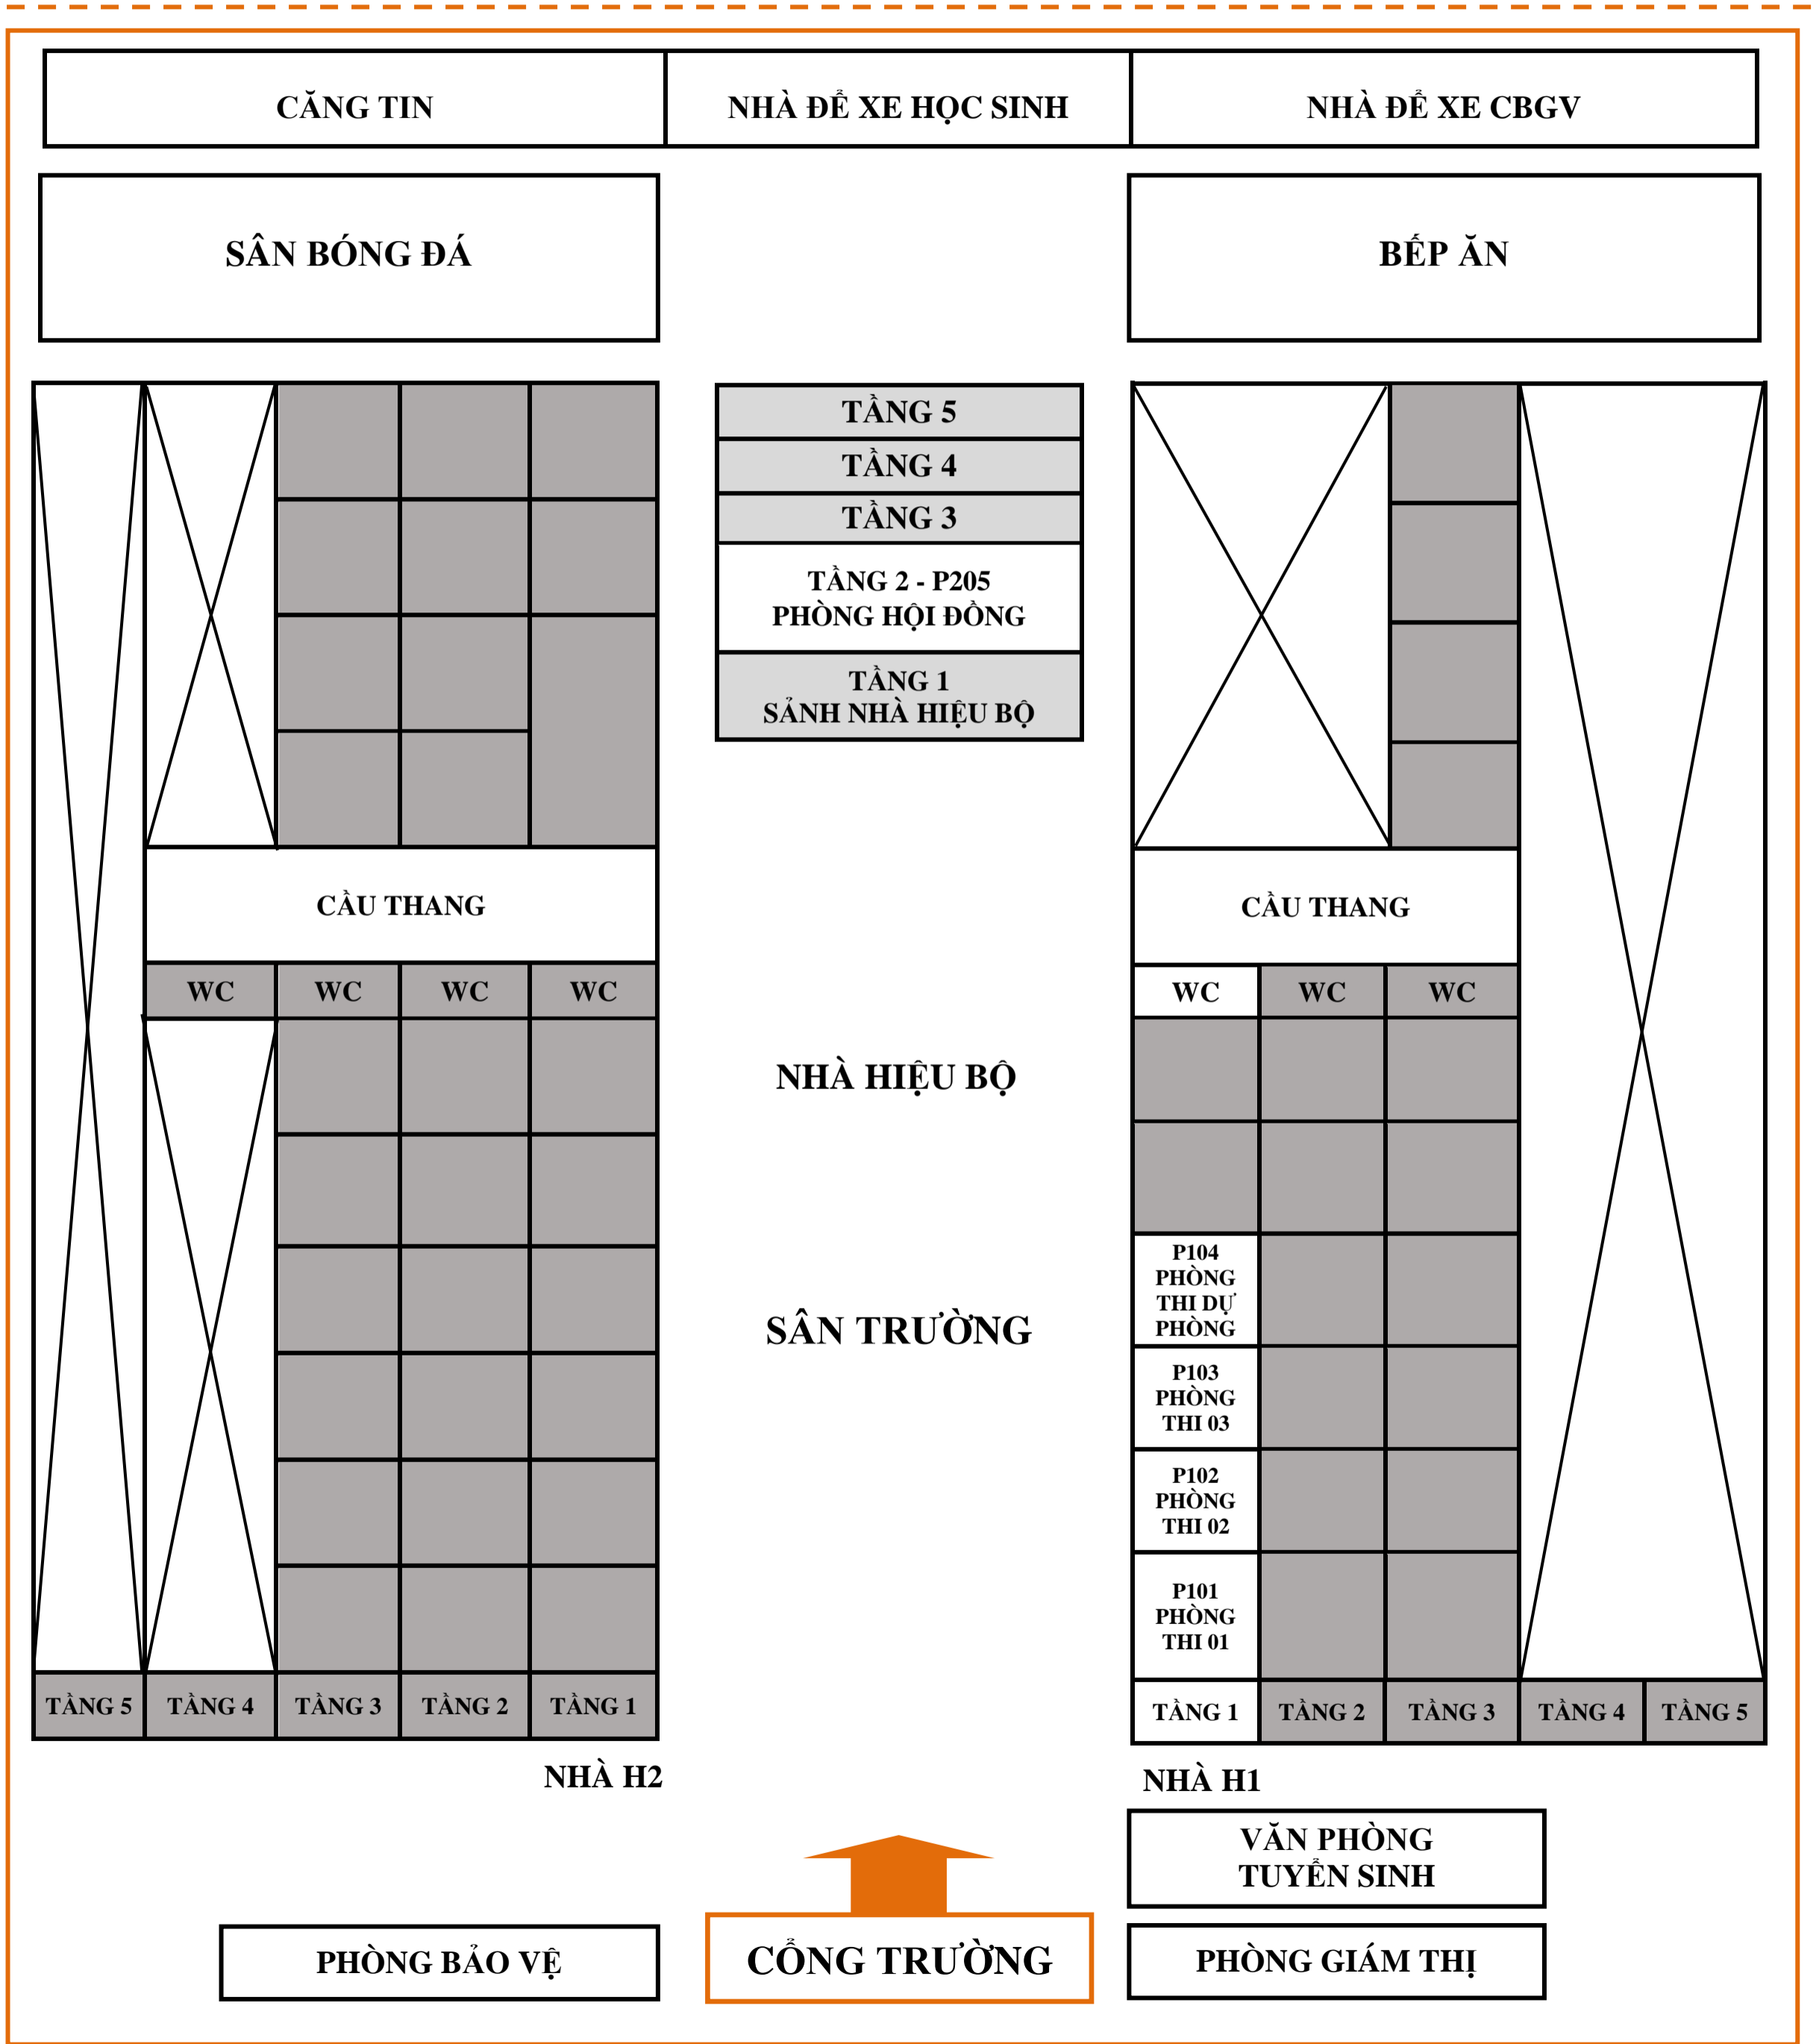 CĂNG TIN
NHÀ ĐỂ XE HỌC SINH
NHÀ ĐỂ XE CBGV
SÂN BÓNG ĐÁ
BẾP ĂN
TẦNG 5
TẦNG 4
TẦNG 3
TẦNG 2 - P205
PHÒNG HỘI ĐỒNG
TẦNG 1
SẢNH NHÀ HIỆU BỘ
CẦU THANG
CẦU THANG
WC
WC
WC
WC
WC
WC
WC
NHÀ HIỆU BỘ
SÂN TRƯỜNG
P104
PHÒNG
THI DỰ
PHÒNG
P103
PHÒNG
THI 03
P102
PHÒNG
THI 02
P101
PHÒNG
THI 01
TẦNG 5
TẦNG 4
TẦNG 3
TẦNG 2
TẦNG 1
TẦNG 1
TẦNG 2
TẦNG 3
TẦNG 4
TẦNG 5
NHÀ H2
NHÀ H1
VĂN PHÒNG
TUYỂN SINH
PHÒNG BẢO VỆ
CỔNG TRƯỜNG
PHÒNG GIÁM THỊ